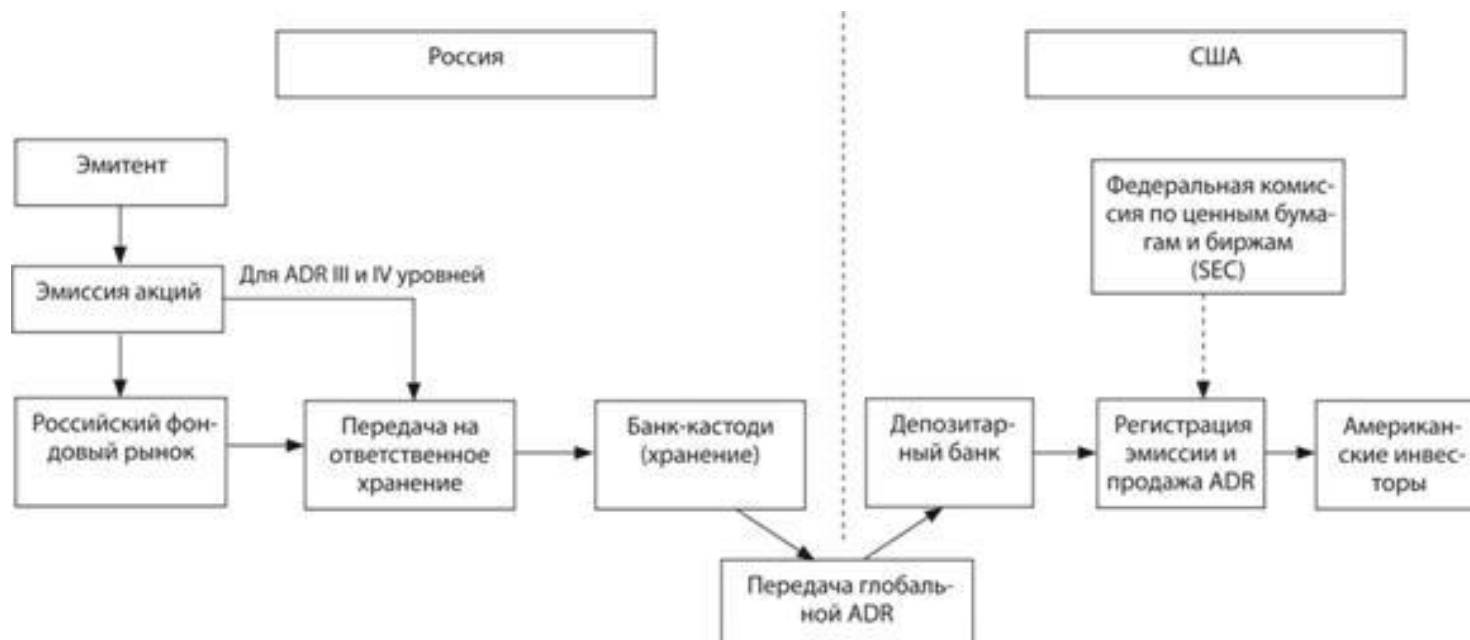 Россия
США
Эмитент
Федеральная комис-
сия по ценным бума-
гам и биржам
(SEC)
Эмиссия акций
Для ADR III и IV уровней
Российский фон-
довый рынок
Передача на
ответственное
хранение
Банк-кастоди
(хранение)
Депозитар-
ный банк
Регистрация
эмиссии и
продажа ADR
Американ-
ские инвес-
торы
Передача глобаль-
ной ADR